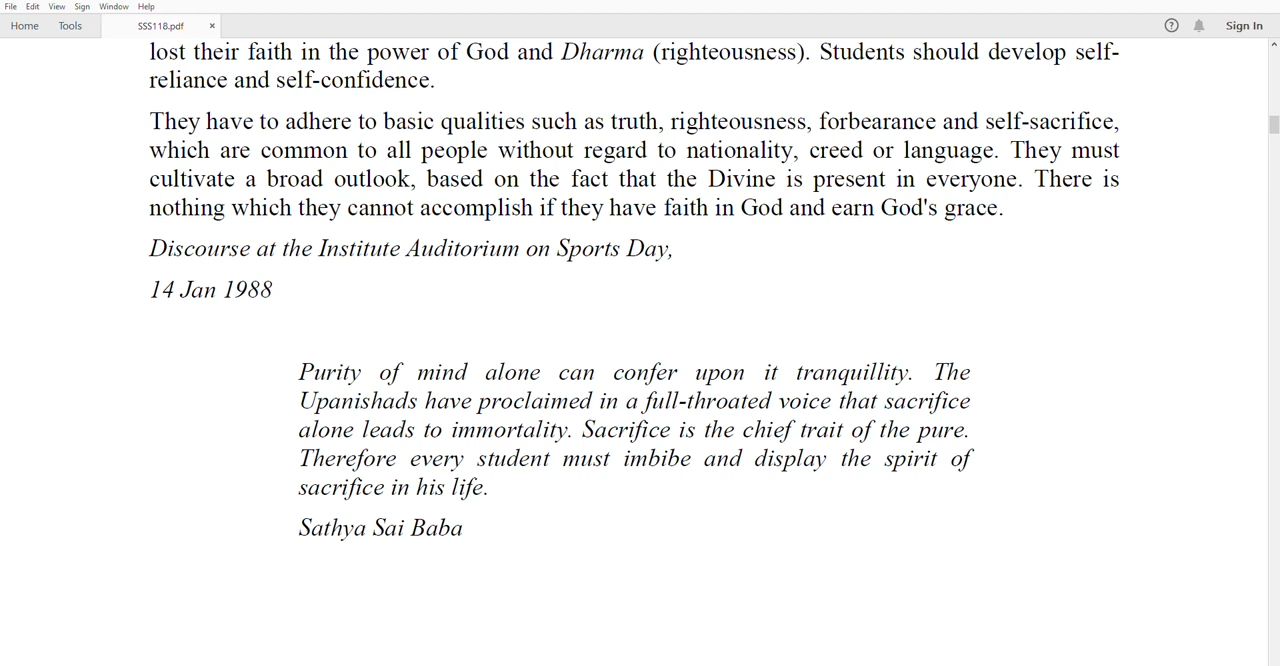 File Edit View Sign Window Help
Home Tools SSS118.pdf × ? Sign In
lost their faith in the power of God and Dharma (righteousness). Students should develop self-
reliance and self-confidence.
They have to adhere to basic qualities such as truth, righteousness, forbearance and self-sacrifice,
which are common to all people without regard to nationality, creed or language. They must
cultivate a broad outlook, based on the fact that the Divine is present in everyone. There is
nothing which they cannot accomplish if they have faith in God and earn God's grace.
Discourse at the Institute Auditorium on Sports Day,
14 Jan 1988
Purity of mind alone can confer upon it tranquillity. The
Upanishads have proclaimed in a full-throated voice that sacrifice
alone leads to immortality. Sacrifice is the chief trait of the pure.
Therefore every student must imbibe and display the spirit of
sacrifice in his life.
Sathya Sai Baba